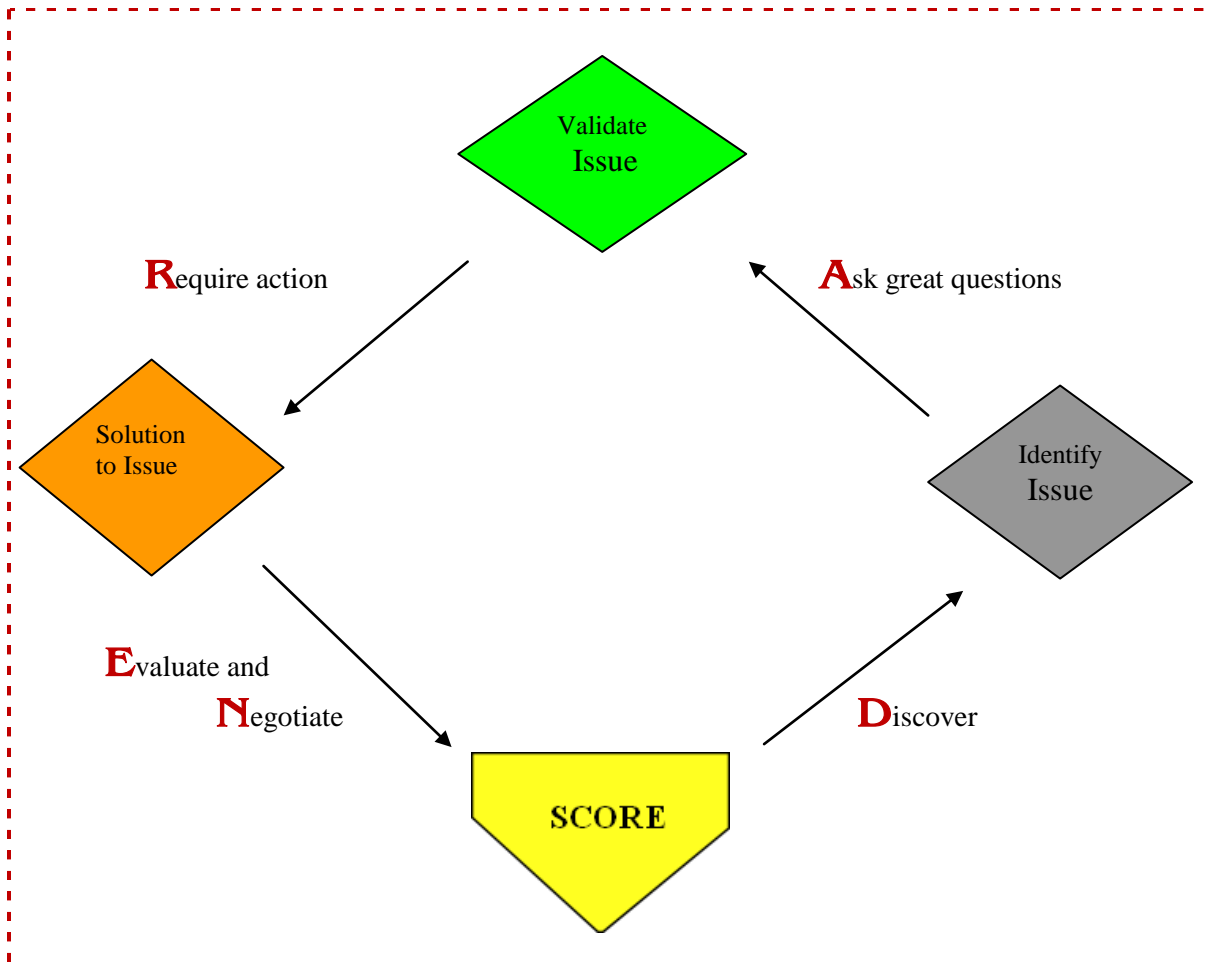 Validate
Issue
Require action
Ask great questions
Solution
to Issue
Identify
Issue
Evaluate and
Negotiate
Discover
SCORE